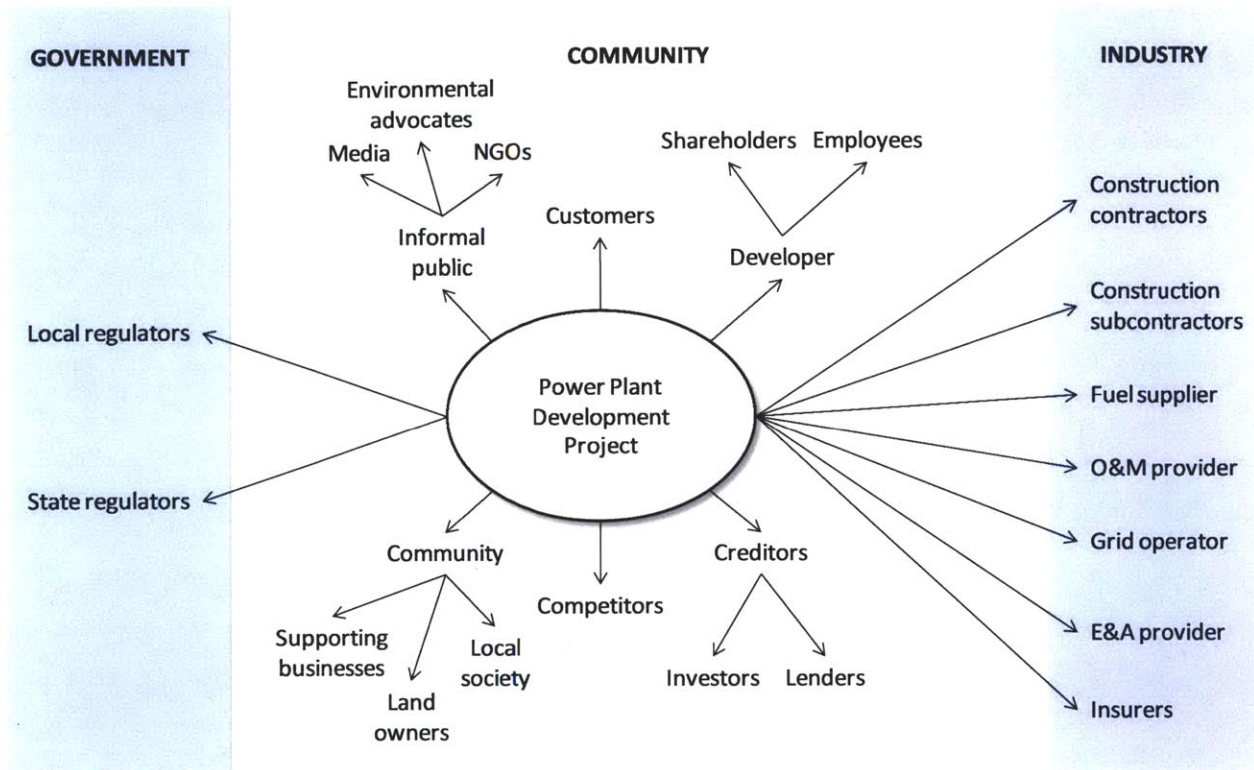 GOVERNMENT
COMMUNITY
INDUSTRY
Environmental
advocates
Media
NGOs
Informal
public
Customers
Shareholders
Employees
Developer
Local regulators
State regulators
Power Plant
Development
Project
Community
Supporting
businesses
Land
owners
Local
society
Competitors
Creditors
Investors
Lenders
Construction
contractors
Construction
subcontractors
Fuel supplier
O&M provider
Grid operator
E&A provider
Insurers